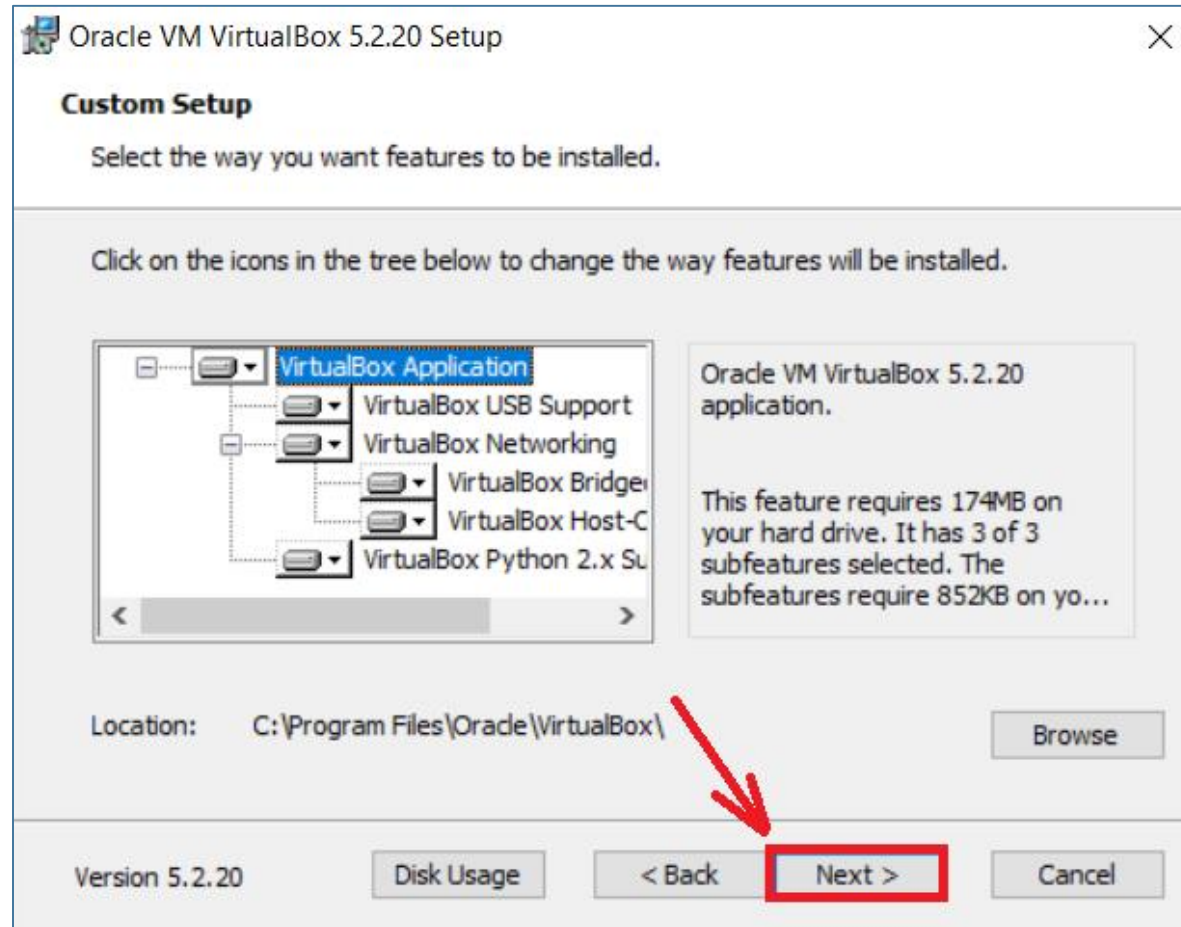 Oracle VM VirtualBox 5.2.20 Setup
Custom Setup
Select the way you want features to be installed.
Click on the icons in the tree below to change the way features will be installed.
VirtualBox Application
VirtualBox USB Support
VirtualBox Networking
VirtualBox Bridge
VirtualBox Host-C
VirtualBox Python 2.x Su
Oracle VM VirtualBox 5.2.20
application.
This feature requires 174MB on
your hard drive. It has 3 of 3
subfeatures selected. The
subfeatures require 852KB on yo...
Location: C:\Program Files\Oracle\VirtualBox\
Browse
Version 5.2.20
Disk Usage
< Back
Next >
Cancel